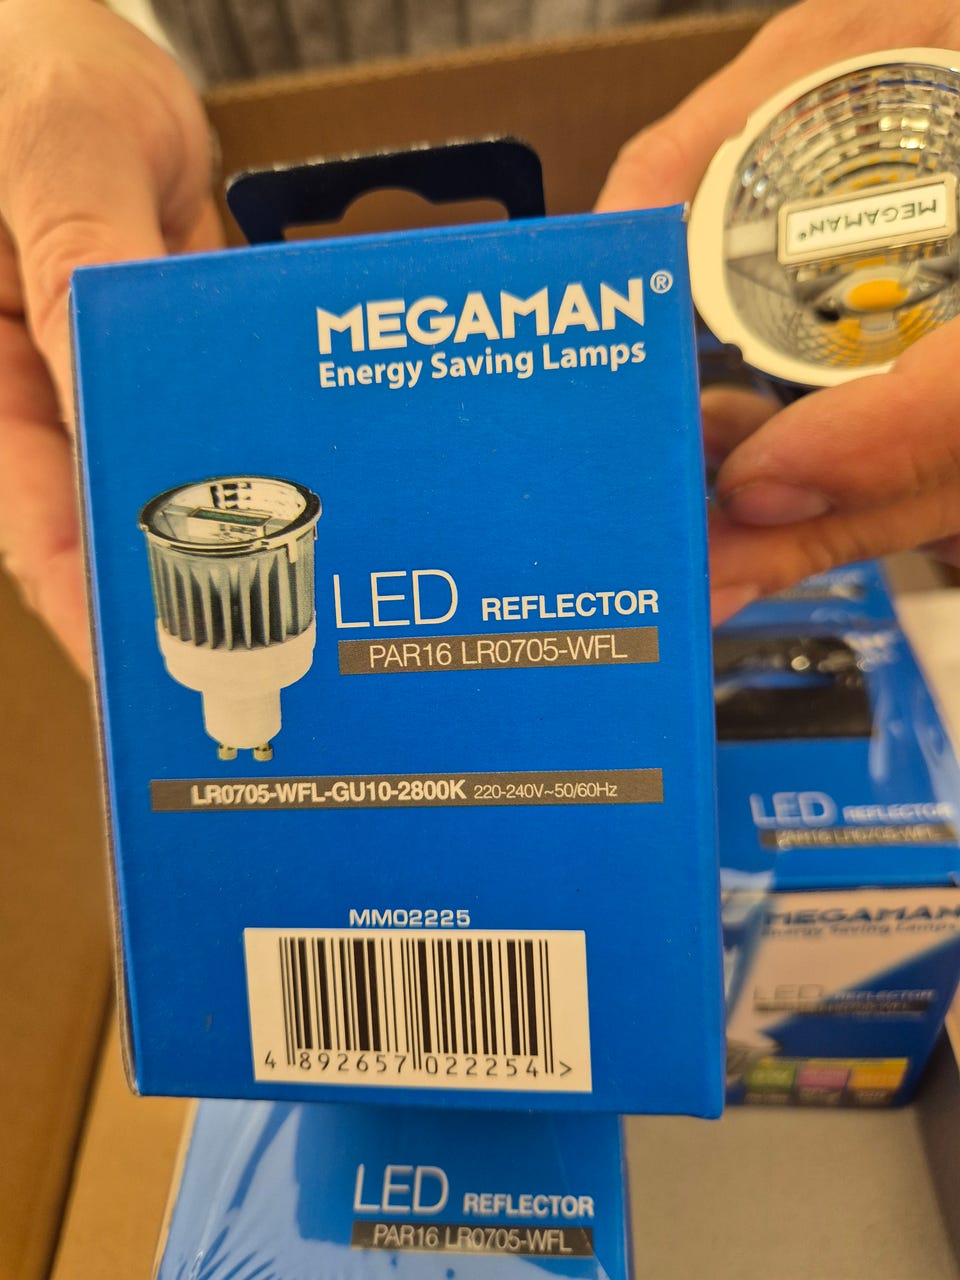 MEGAMAN®
Energy Saving Lamps
LED REFLECTOR
PAR16 LR0705-WFL
LR0705-WFL-GU10-2800K 220-240V~50/60Hz
MM02225
4 892657 022254 >
MEGAMAN®
LED REFLECTOR
PAR16 LR0705-WFL
MEGAMAN
Energy Saving Lamps
LED REFLECTOR
LED REFLECTOR
PAR16 LR0705-WFL